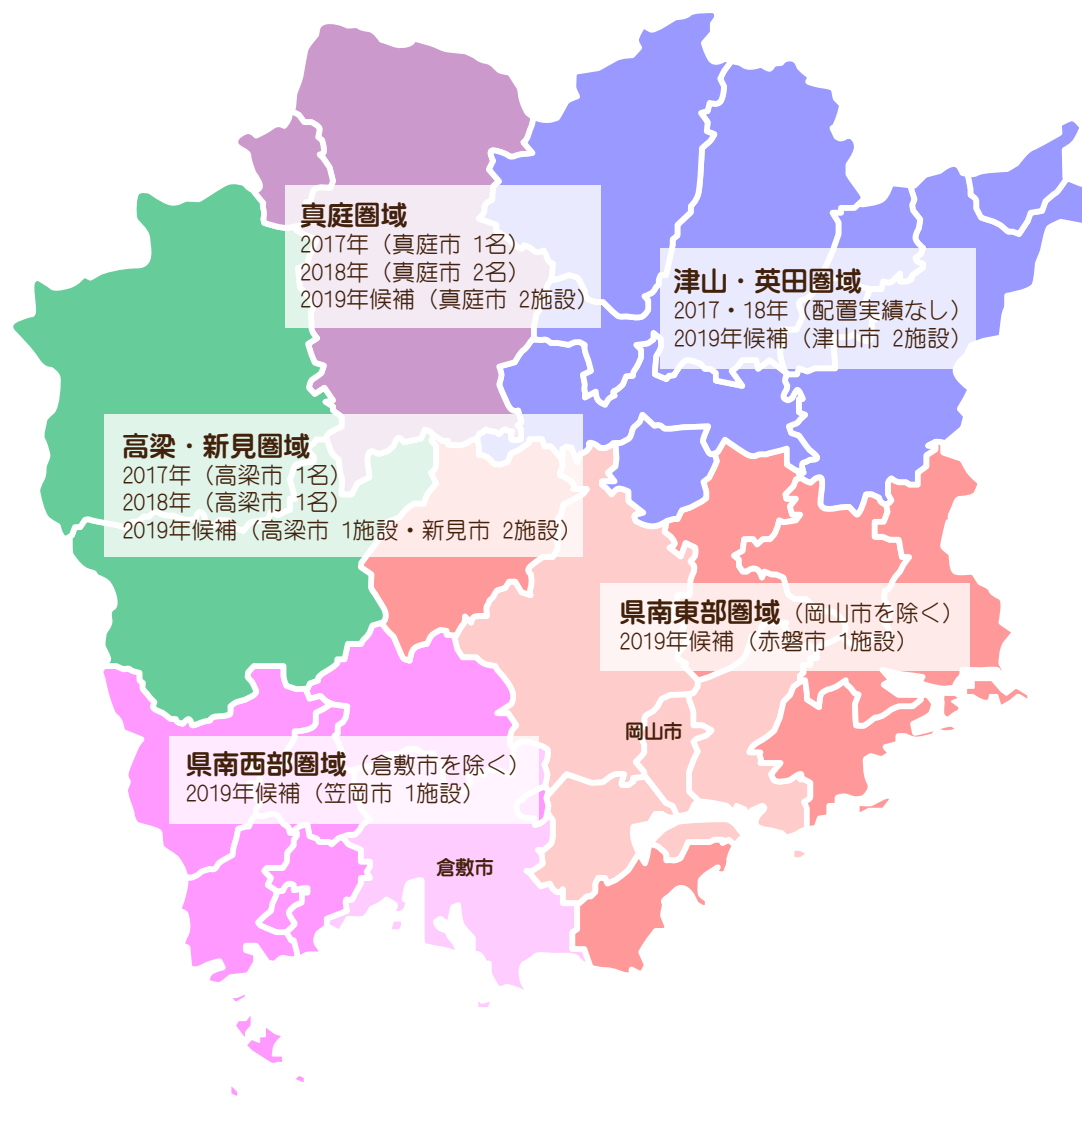 真庭圏域
2017年（真庭市 1名）
2018年（真庭市 2名）
2019年候補（真庭市 2施設）
津山・英田圏域
2017・18年（配置実績なし）
2019年候補（津山市 2施設）
高梁・新見圏域
2017年（高梁市 1名）
2018年（高梁市 1名）
2019年候補（高梁市 1施設・新見市 2施設）
県南東部圏域（岡山市を除く）
2019年候補（赤磐市 1施設）
岡山市
県南西部圏域（倉敷市を除く）
2019年候補（笠岡市 1施設）
倉敷市